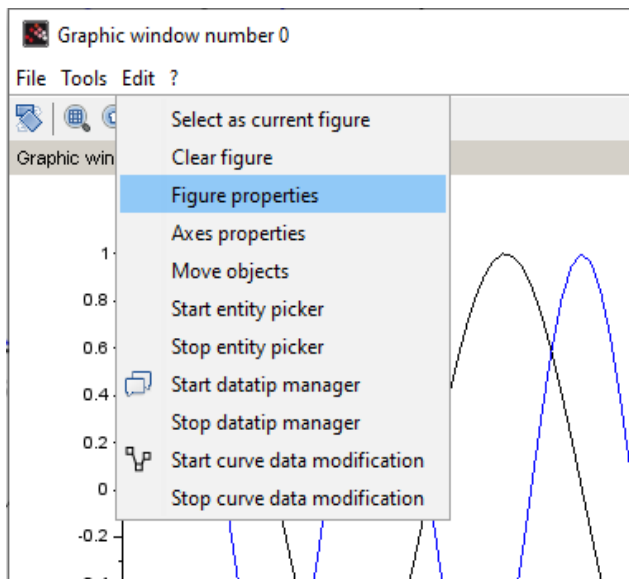 Graphic window number 0
File Tools Edit ?
Graphic win
Select as current figure
Clear figure
Figure properties
Axes properties
Move objects
Start entity picker
Stop entity picker
Start datatip manager
Stop datatip manager
Start curve data modification
Stop curve data modification
1
0.8
0.6
0.4
0.2
0
-0.2